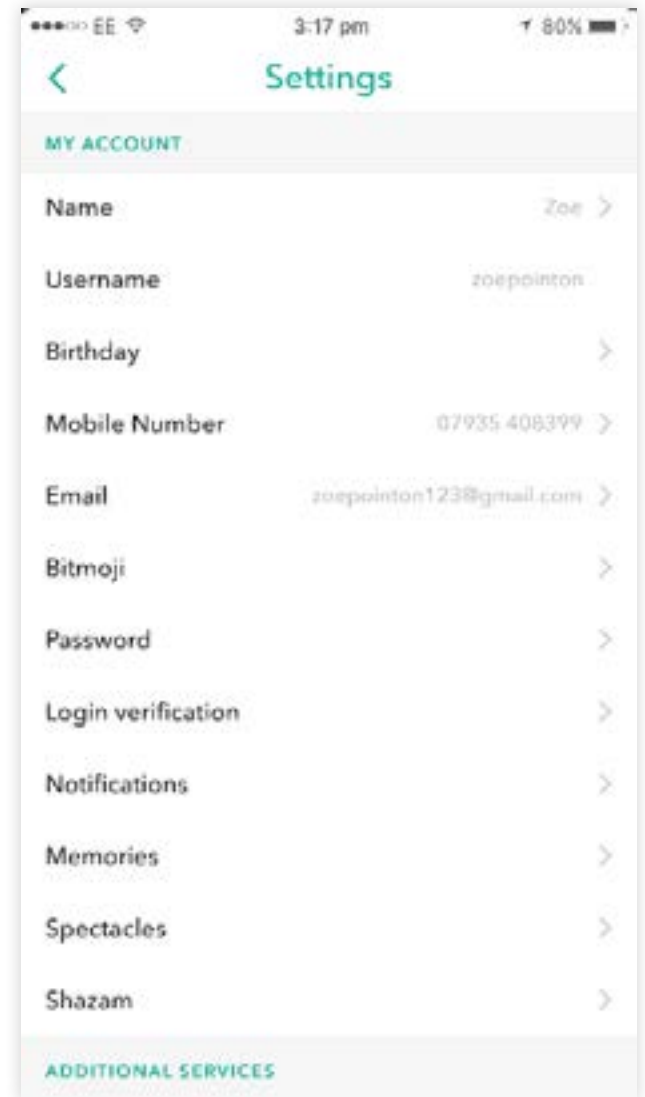 EE 3:17 pm 80%
Settings
MY ACCOUNT
Name Zoe
Username zoepointon
Birthday
Mobile Number 07935 408399
Email zoepointon123@gmail.com
Bitmoji
Password
Login verification
Notifications
Memories
Spectacles
Shazam
ADDITIONAL SERVICES